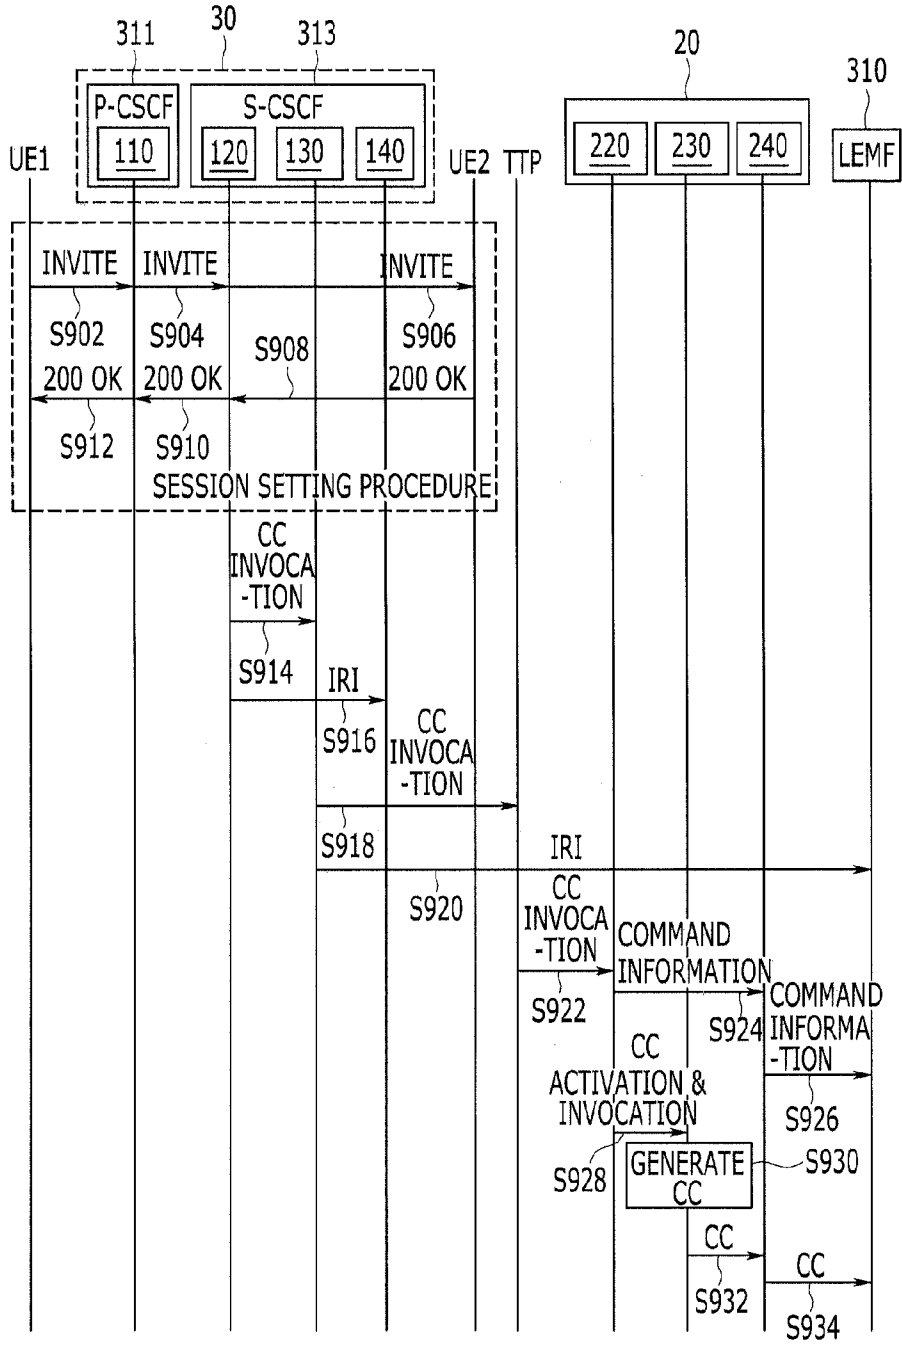 30
311
313
20
310
P-CSCF
S-CSCF
110
120
130
140
220
230
240
LEMF
UE1
UE2
TTP
INVITE
INVITE
INVITE
S902
S904
S906
S908
200 OK
200 OK
200 OK
S912
S910
SESSION SETTING PROCEDURE
CC
INVOCA
-TION
S914
IRI
S916
CC
INVOCA
-TION
S918
IRI
S920
CC
INVOCA
-TION
S922
COMMAND
INFORMATION
S924
COMMAND
INFORMA
-TION
S926
CC
ACTIVATION &
INVOCATION
S928
GENERATE
CC
S930
CC
S932
CC
S934